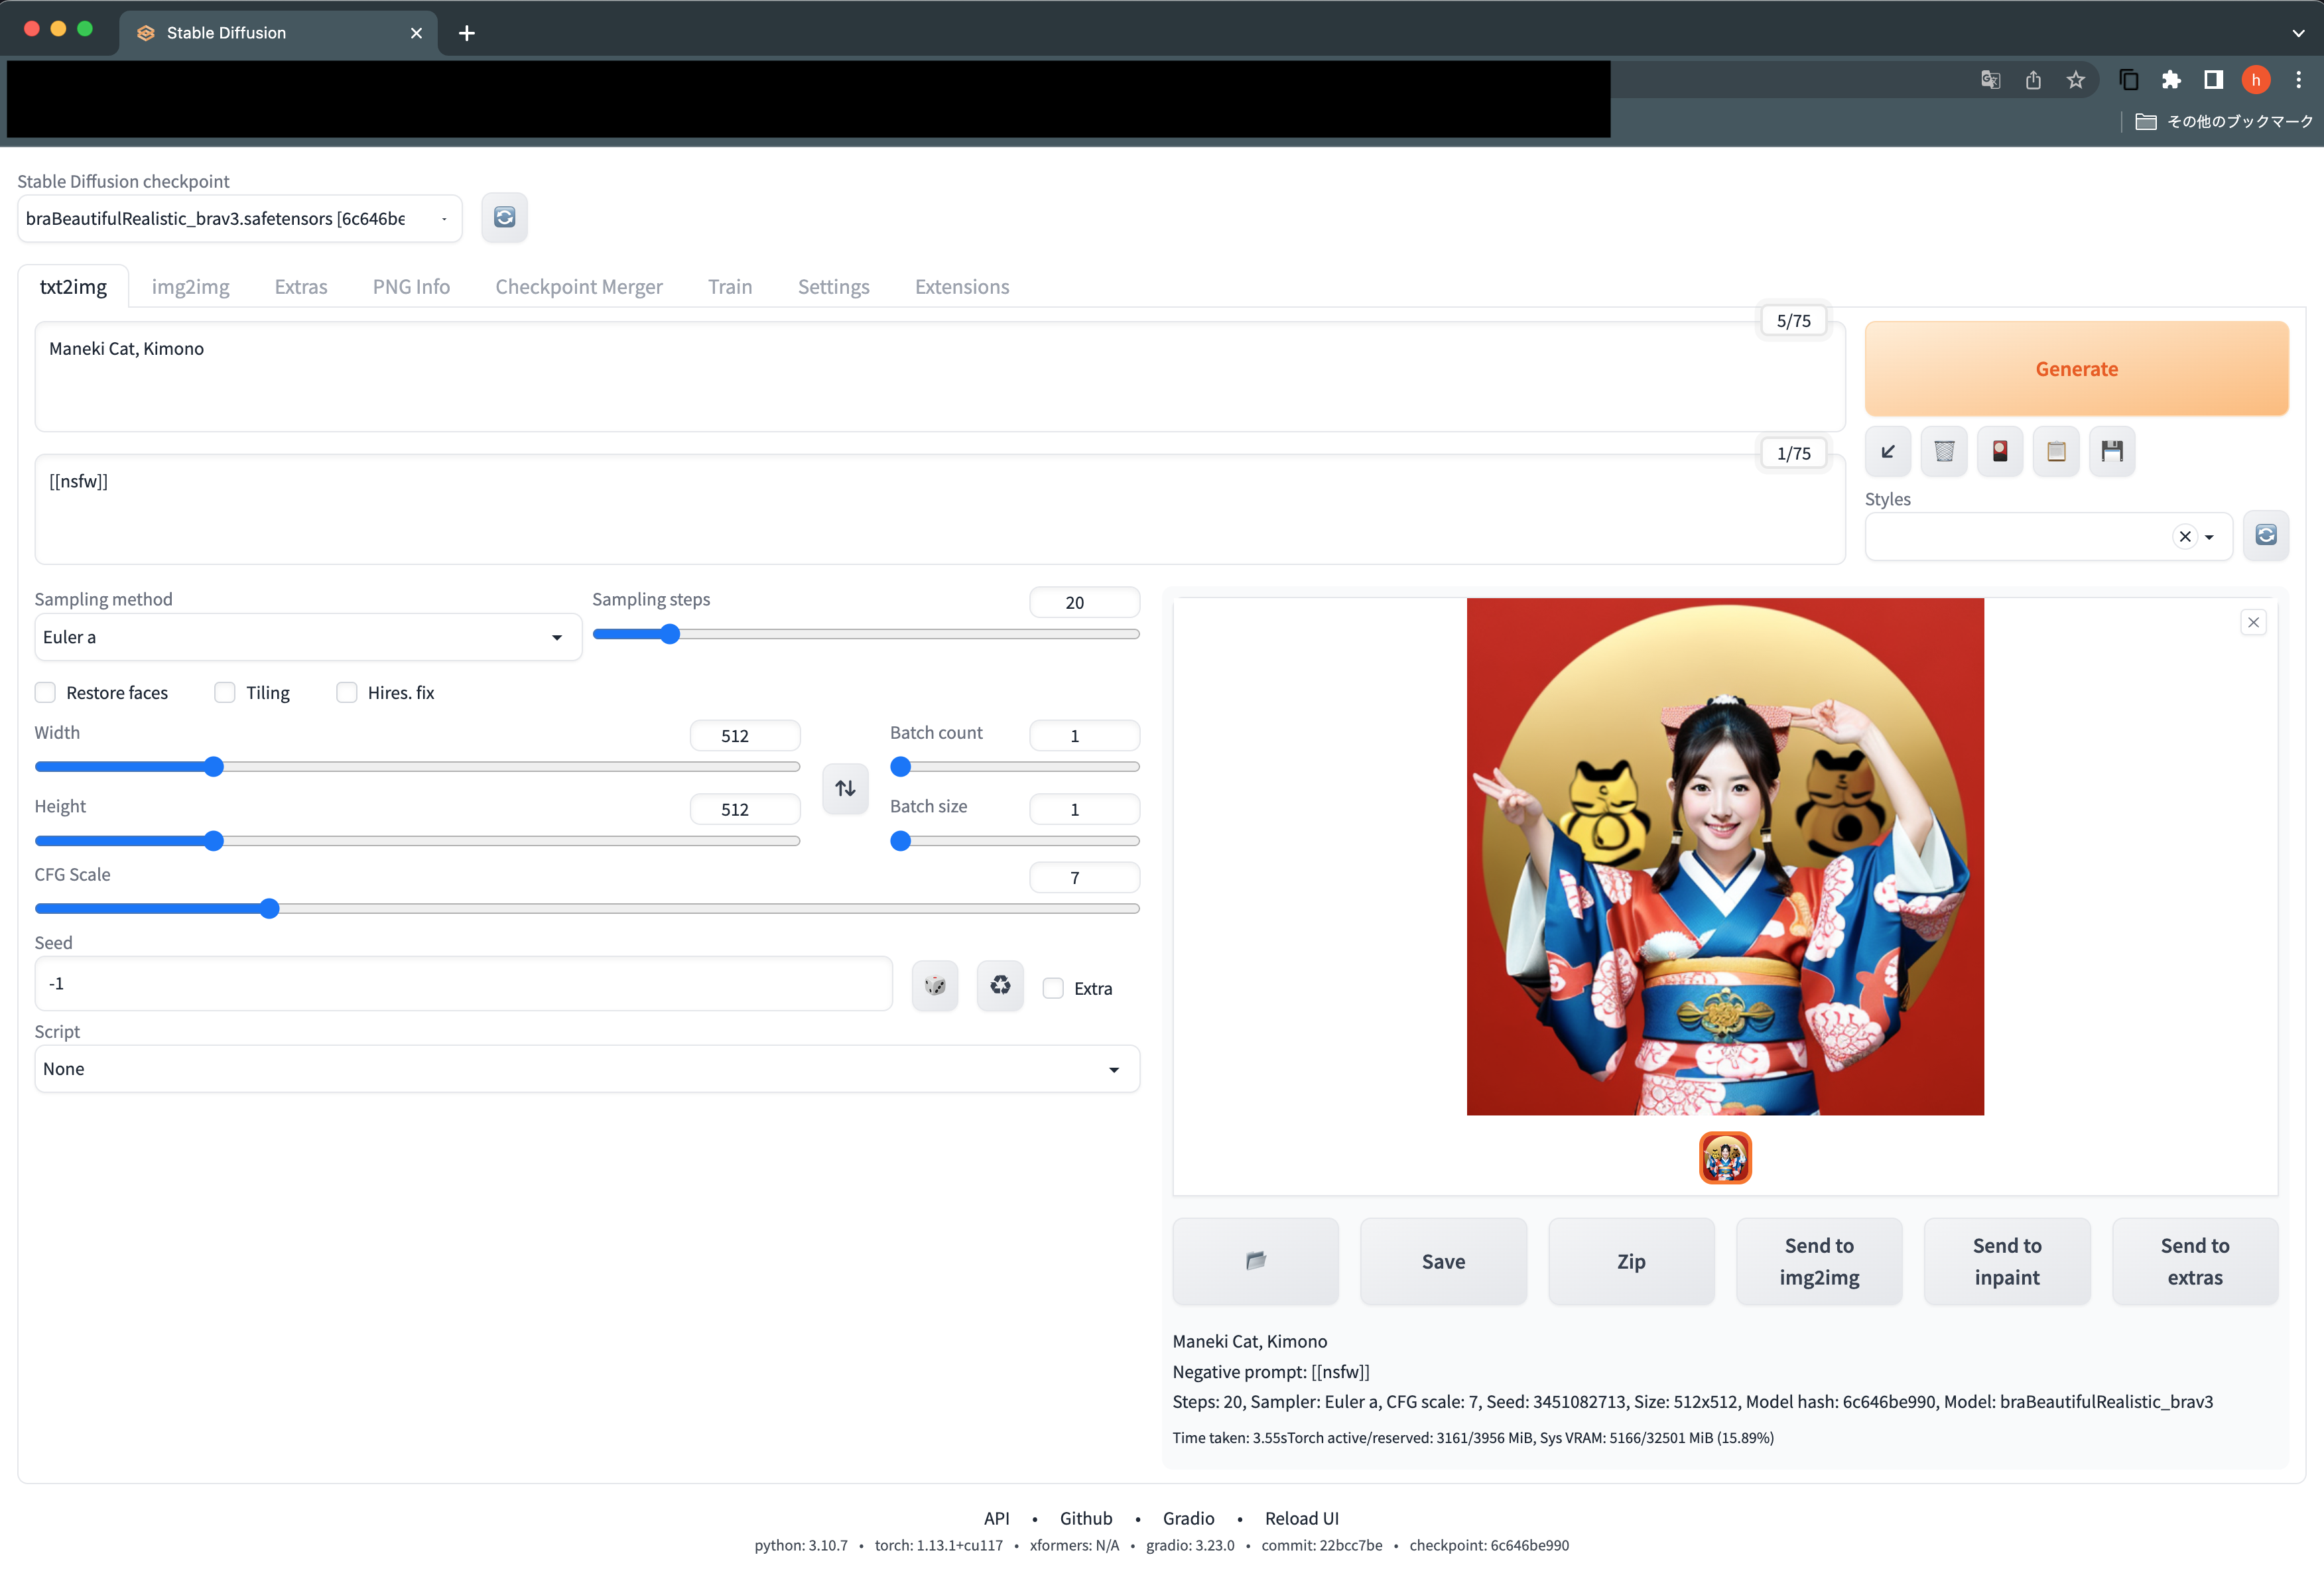 Stable Diffusion
その他のブックマーク
Stable Diffusion checkpoint
braBeautifulRealistic_brav3.safetensors [6c646be
txt2img
img2img
Extras
PNG Info
Checkpoint Merger
Train
Settings
Extensions
5/75
Maneki Cat, Kimono
Generate
1/75
[[nsfw]]
Styles
Sampling method
Euler a
Sampling steps
20
Restore faces
Tiling
Hires. fix
Width
512
Batch count
1
Height
512
Batch size
1
CFG Scale
7
Seed
-1
Extra
Script
None
Save
Zip
Send to
img2img
Send to
inpaint
Send to
extras
Maneki Cat, Kimono
Negative prompt: [[nsfw]]
Steps: 20, Sampler: Euler a, CFG scale: 7, Seed: 3451082713, Size: 512x512, Model hash: 6c646be990, Model: braBeautifulRealistic_brav3
Time taken: 3.55sTorch active/reserved: 3161/3956 MiB, Sys VRAM: 5166/32501 MiB (15.89%)
API • Github • Gradio • Reload UI
python: 3.10.7 • torch: 1.13.1+cu117 • xformers: N/A • gradio: 3.23.0 • commit: 22bcc7be • checkpoint: 6c646be990